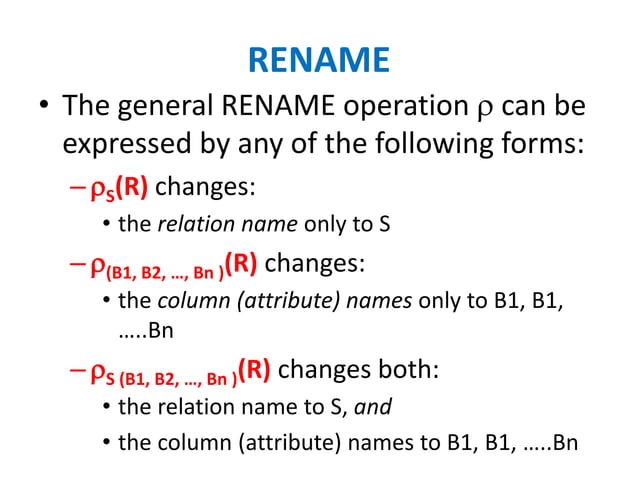 RENAME
• The general RENAME operation ρ can be
expressed by any of the following forms:
–ρS(R) changes:
• the relation name only to S
–ρ(B1, B2, …, Bn )(R) changes:
• the column (attribute) names only to B1, B1,
…..Bn
–ρS (B1, B2, …, Bn )(R) changes both:
• the relation name to S, and
• the column (attribute) names to B1, B1, …..Bn